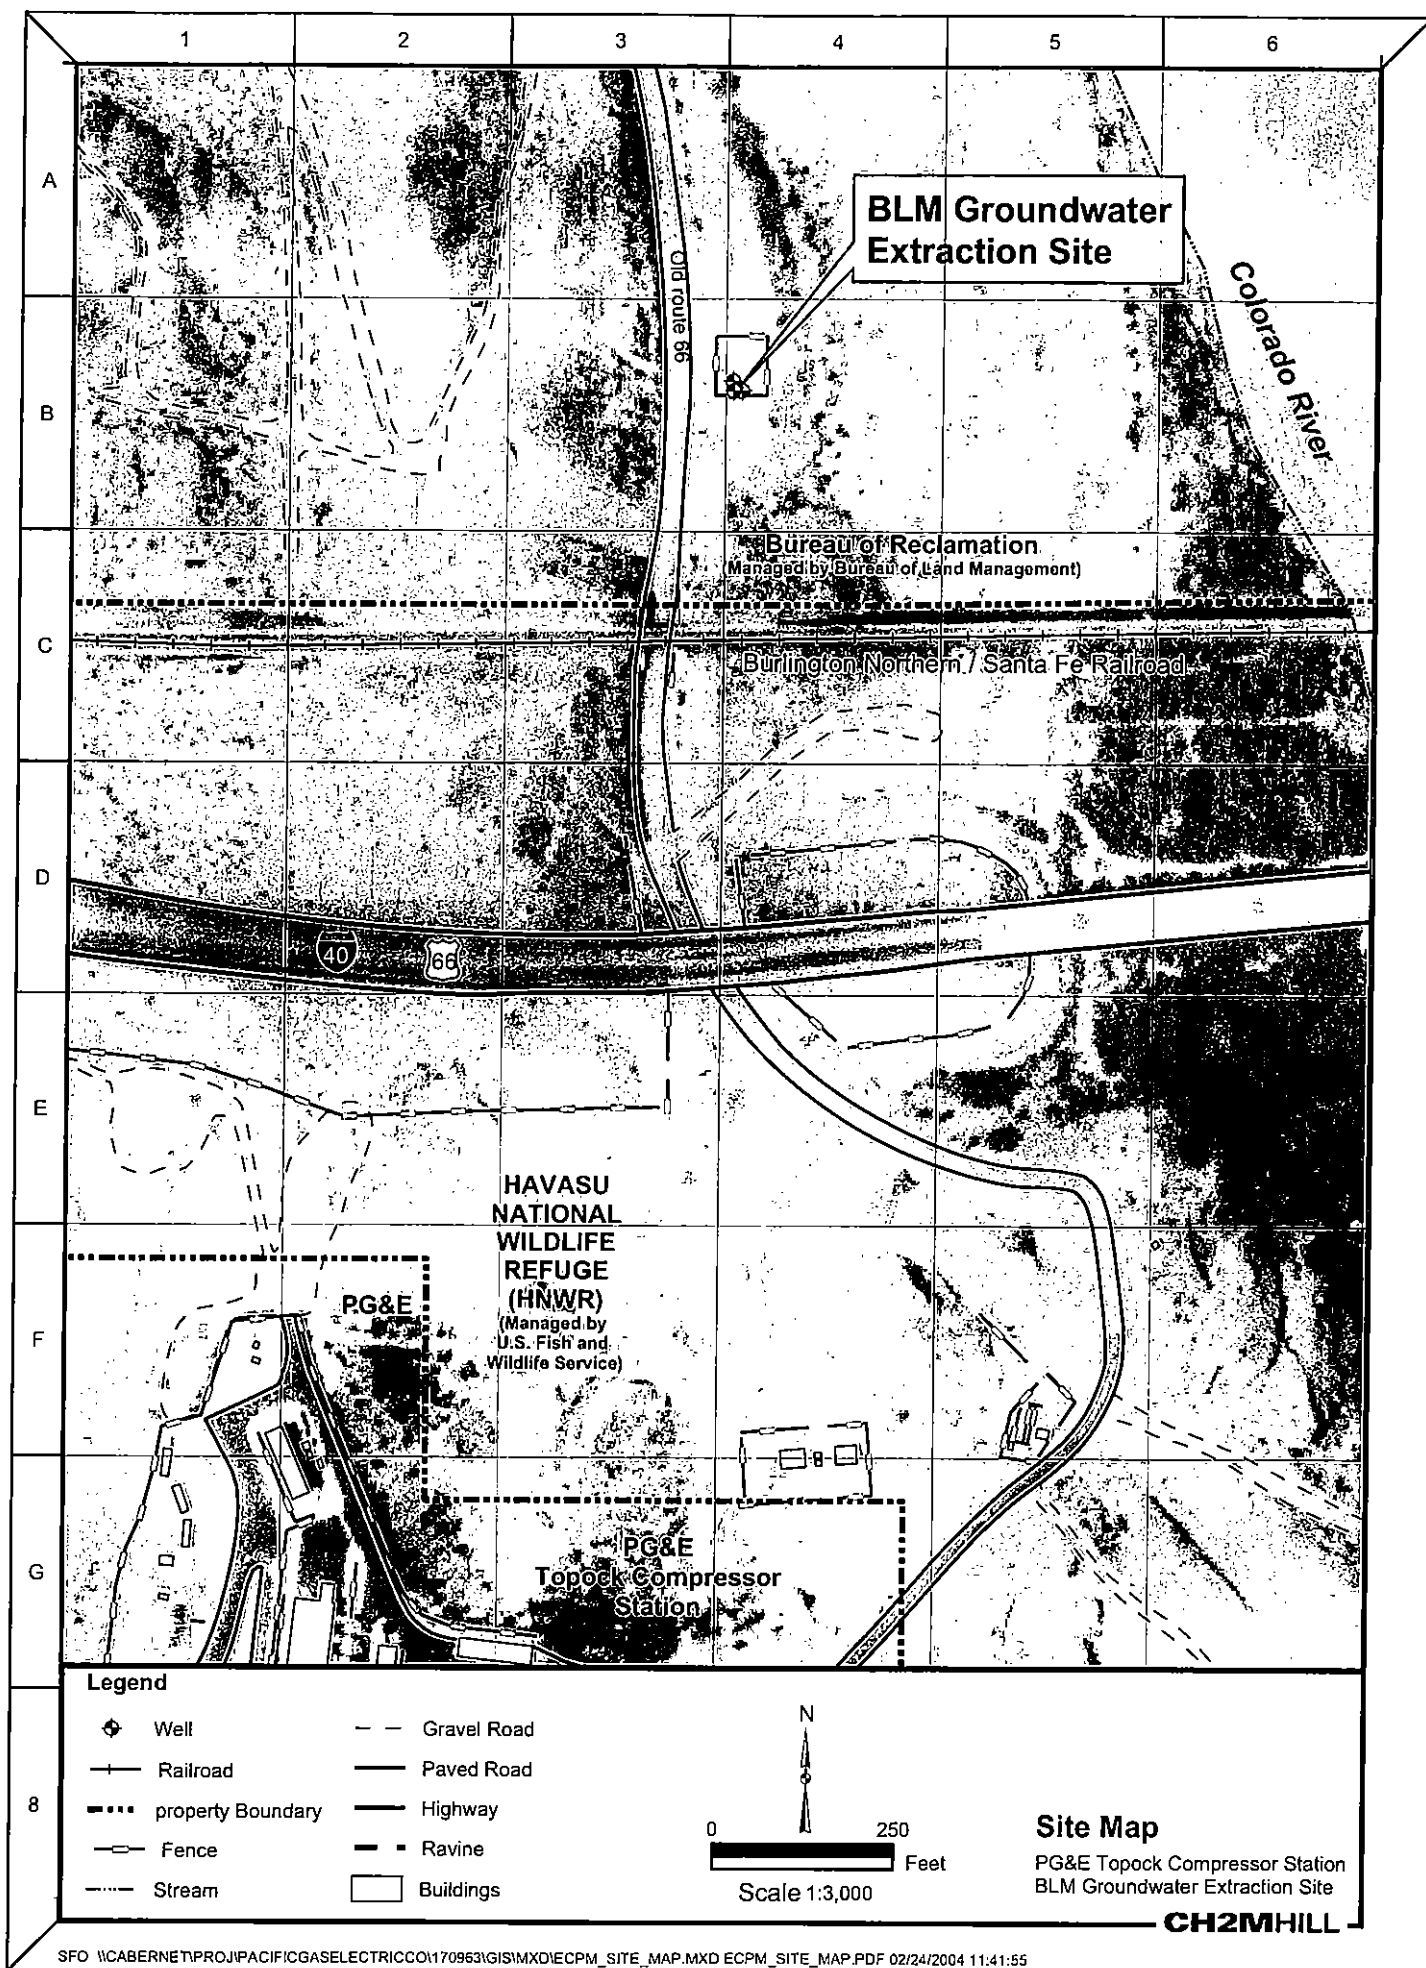 1 2 3 4 5 6
A
BLM Groundwater
Extraction Site
Old route 66
Colorado River
B
Bureau of Reclamation
Managed by Bureau of Land Management)
C
Burlington Northern / Santa Fe Railroad
D
40
66
E
HAVASU
NATIONAL
WILDLIFE
REFUGE
(HNWR)
(Managed by
U.S. Fish and
Wildlife Service)
PG&E
F
G
PG&E
Topock Compressor
Station
Legend
Well
Railroad
property Boundary
Fence
Stream
Gravel Road
Paved Road
Highway
Ravine
Buildings
8
N
0 250
Feet
Scale 1:3,000
Site Map
PG&E Topock Compressor Station
BLM Groundwater Extraction Site
CH2MHILL
SFO \\CABERNET\PROJ\PACIFICGASELECTRICCO\170963\GIS\MXD\ECPM_SITE_MAP.MXD ECPM_SITE_MAP.PDF 02/24/2004 11:41:55